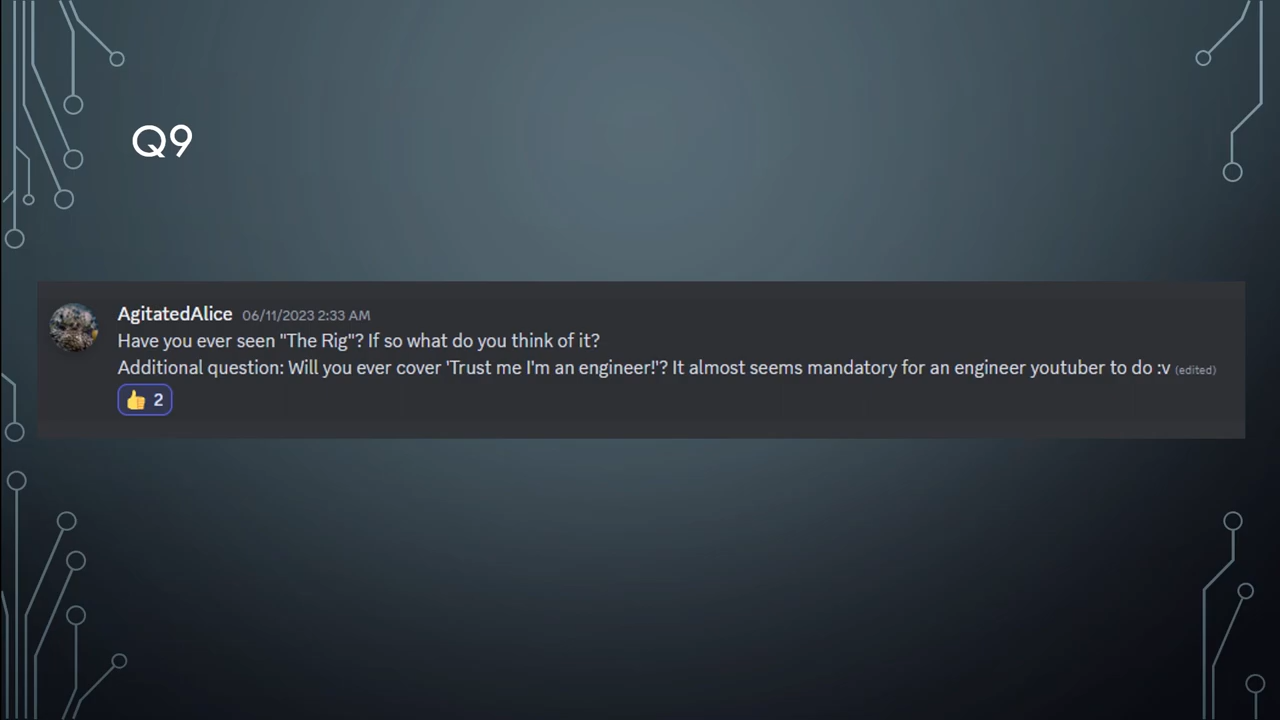 Q9
AgitatedAlice 06/11/2023 2:33 AM
Have you ever seen "The Rig"? If so what do you think of it?
Additional question: Will you ever cover 'Trust me I'm an engineer!'? It almost seems mandatory for an engineer youtuber to do :v (edited)
👍 2